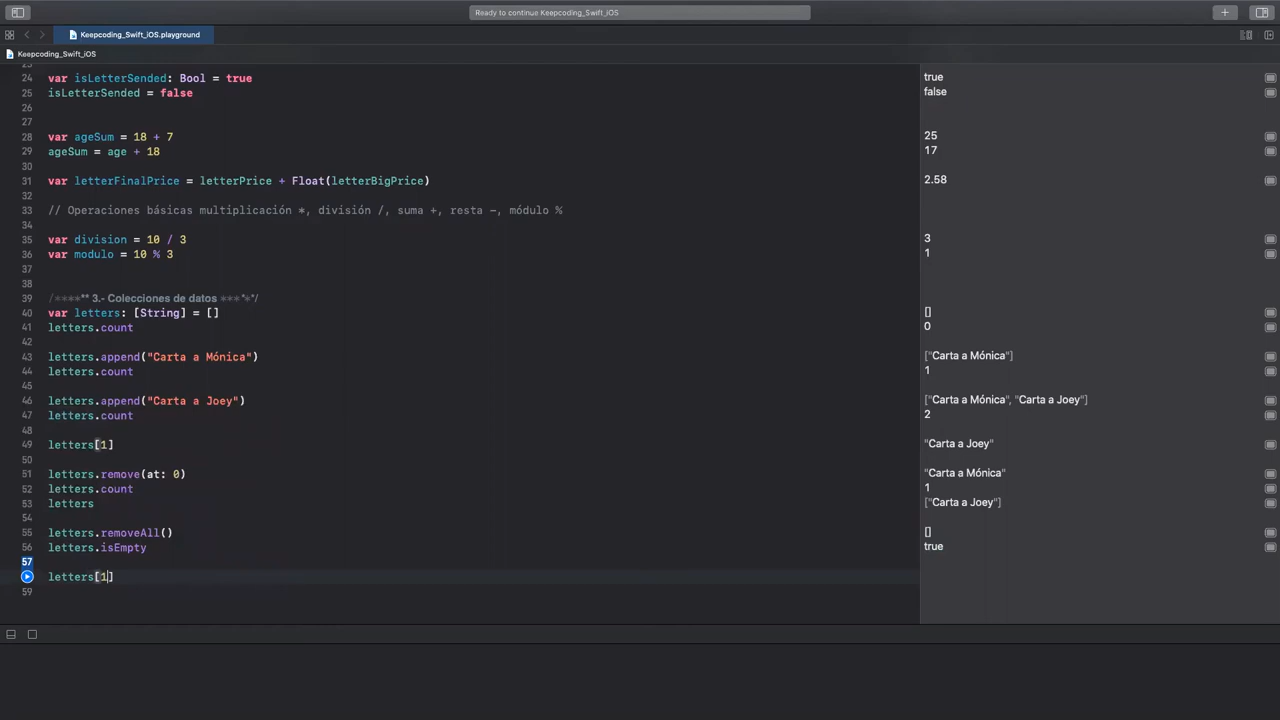 Ready to continue Keepcoding_Swift_iOS
Keepcoding_Swift_iOS.playground
Keepcoding_Swift_iOS
24 var isLetterSended: Bool = true
true
25 isLetterSended = false
false
26
27
28 var ageSum = 18 + 7
25
29 ageSum = age + 18
17
30
31 var letterFinalPrice = letterPrice + Float(letterBigPrice)
2.58
32
33 // Operaciones básicas multiplicación *, división /, suma +, resta -, módulo %
34
35 var division = 10 / 3
3
36 var modulo = 10 % 3
1
37
38
39 /****** 3.- Colecciones de datos ******/
40 var letters: [String] = []
[]
41 letters.count
0
42
43 letters.append("Carta a Mónica")
["Carta a Mónica"]
44 letters.count
1
45
46 letters.append("Carta a Joey")
["Carta a Mónica", "Carta a Joey"]
47 letters.count
2
48
49 letters[1]
"Carta a Joey"
50
51 letters.remove(at: 0)
"Carta a Mónica"
52 letters.count
1
53 letters
["Carta a Joey"]
54
55 letters.removeAll()
[]
56 letters.isEmpty
true
57
letters[1]
59